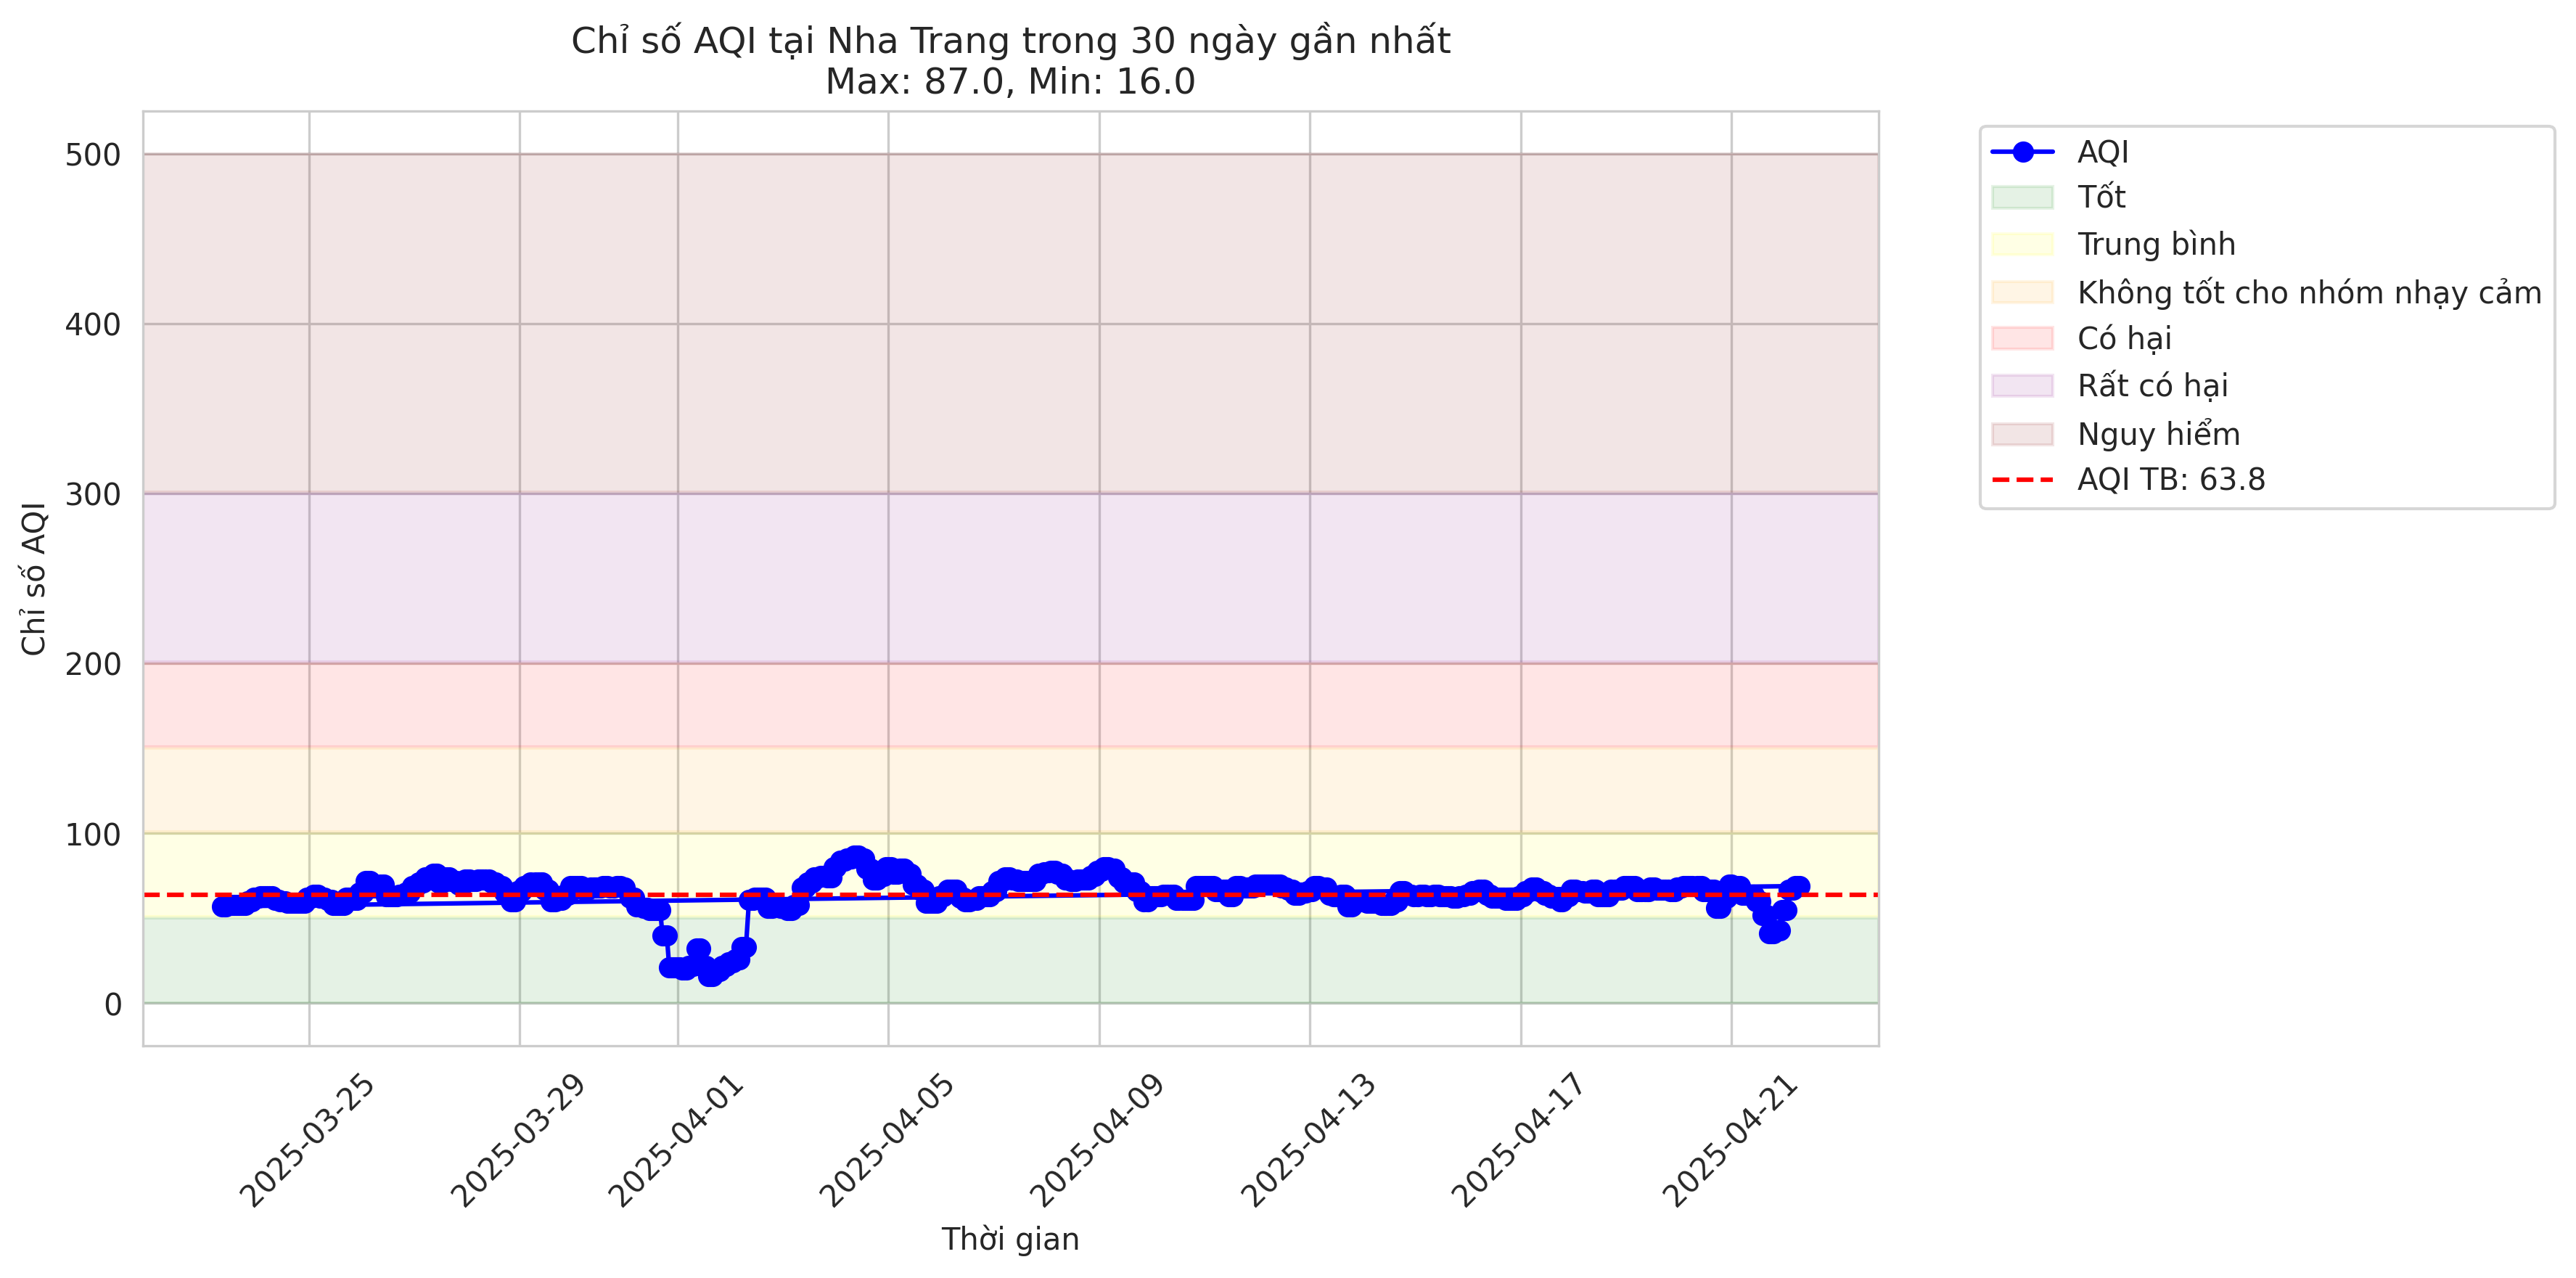 Chỉ số AQI tại Nha Trang trong 30 ngày gần nhất
Max: 87.0, Min: 16.0
Chỉ số AQI
500
400
300
200
100
0
2025-03-25
2025-03-29
2025-04-01
2025-04-05
2025-04-09
2025-04-13
2025-04-17
2025-04-21
Thời gian
AQI
Tốt
Trung bình
Không tốt cho nhóm nhạy cảm
Có hại
Rất có hại
Nguy hiểm
AQI TB: 63.8